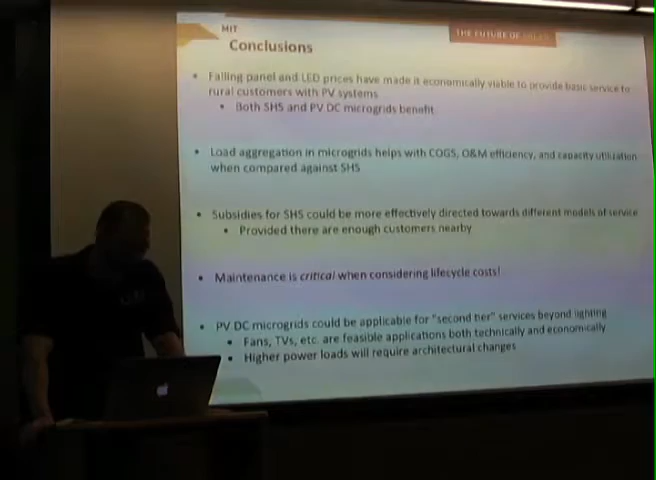 MIT
THE FUTURE OF
Conclusions
• Falling panel and LED prices have made it economically viable to provide basic service to
rural customers with PV systems
• Both SHS and PV DC microgrids benefit
• Load aggregation in microgrids helps with COGS, O&M efficiency, and capacity utilization
when compared against SHS
• Subsidies for SHS could be more effectively directed towards different models of service
• Provided there are enough customers nearby
• Maintenance is critical when considering lifecycle costs!
• PV DC microgrids could be applicable for "second tier" services beyond lighting
• Fans, TVs, etc. are feasible applications both technically and economically
• Higher power loads will require architectural changes